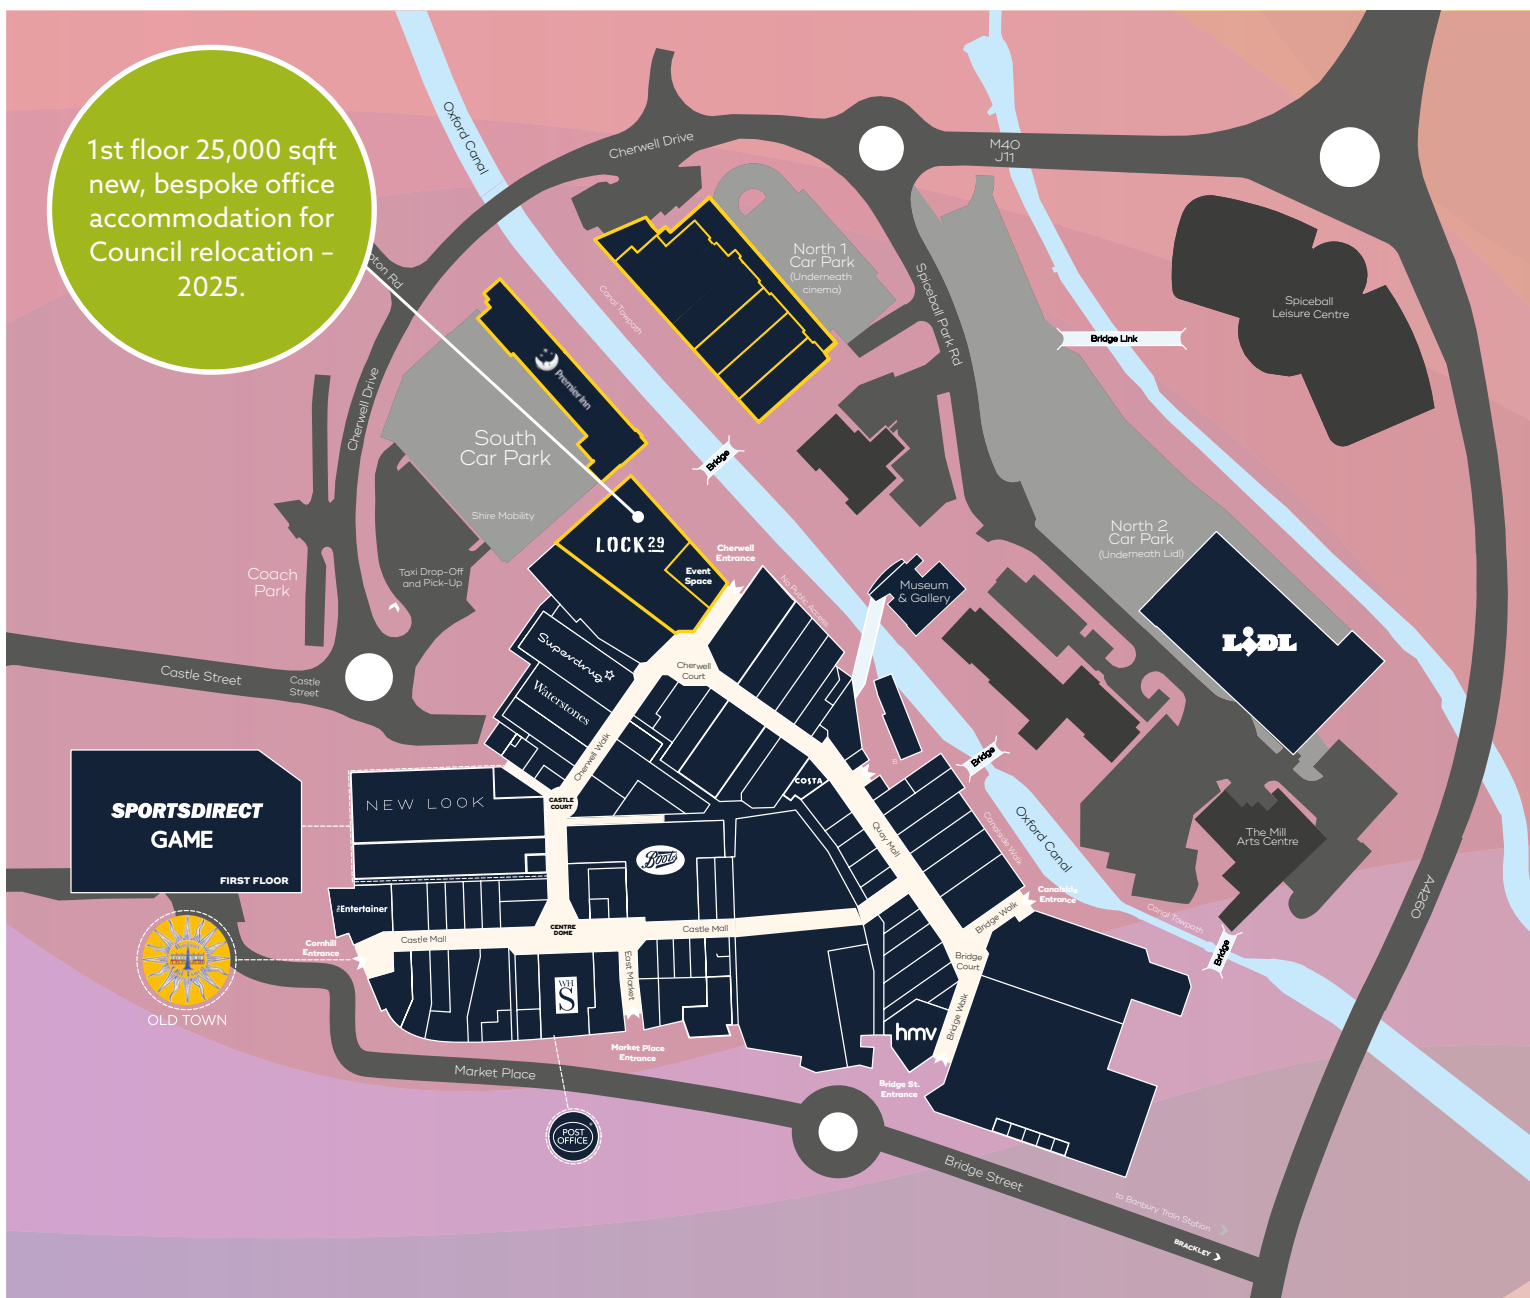 1st floor 25,000 sqft
new, bespoke office
accommodation for
Council relocation –
2025.
Oxford Canal
Cherwell Drive
M40
J11
North 1
Car Park
(Underneath
cinema)
Spiceball Park Rd
Spiceball
Leisure Centre
Bridge Link
Canal Towpath
Premier Inn
Cherwell Drive
South
Car Park
Shire Mobility
Bridge
LOCK 29
Event
Space
Cherwell
Entrance
No Public Access
North 2
Car Park
(Underneath Lidl)
LIDL
Museum
& Gallery
Coach
Park
Taxi Drop-Off
and Pick-Up
Castle Street
Castle
Street
Superdrug
Waterstones
Cherwell
Court
Cherwell Walk
COSTA
Bridge
Oxford Canal
Canalside Walk
Quay Mall
The Mill
Arts Centre
SPORTSDIRECT
GAME
FIRST FLOOR
NEW LOOK
CASTLE
COURT
Boots
The Entertainer
Cornhill
Entrance
Castle Mall
CENTRE
DOME
Castle Mall
East Market
WH
S
Canalside
Entrance
Bridge Walk
Bridge
Court
Bridge Walk
Canal Towpath
Bridge
A4260
OLD TOWN
hmv
Market Place
Entrance
Bridge St.
Entrance
Market Place
POST
OFFICE
Bridge Street
to Banbury Train Station
BRACKLEY